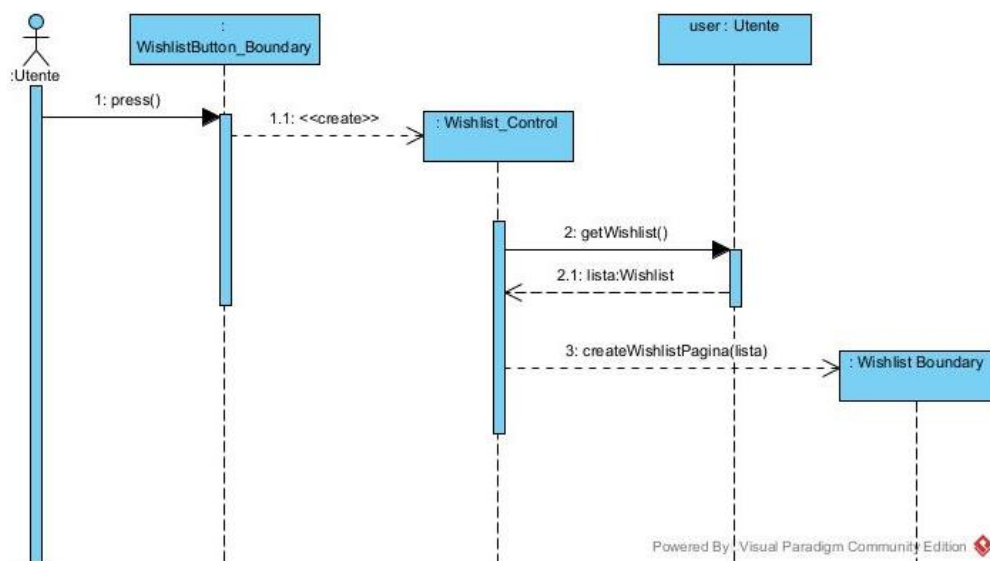 :Utente
:
WishlistButton_Boundary
user : Utente
1: press()
1.1: <<create>>
: Wishlist_Control
2: getWishlist()
2.1: lista:Wishlist
3: createWishlistPagina(lista)
: Wishlist Boundary
Powered By Visual Paradigm Community Edition